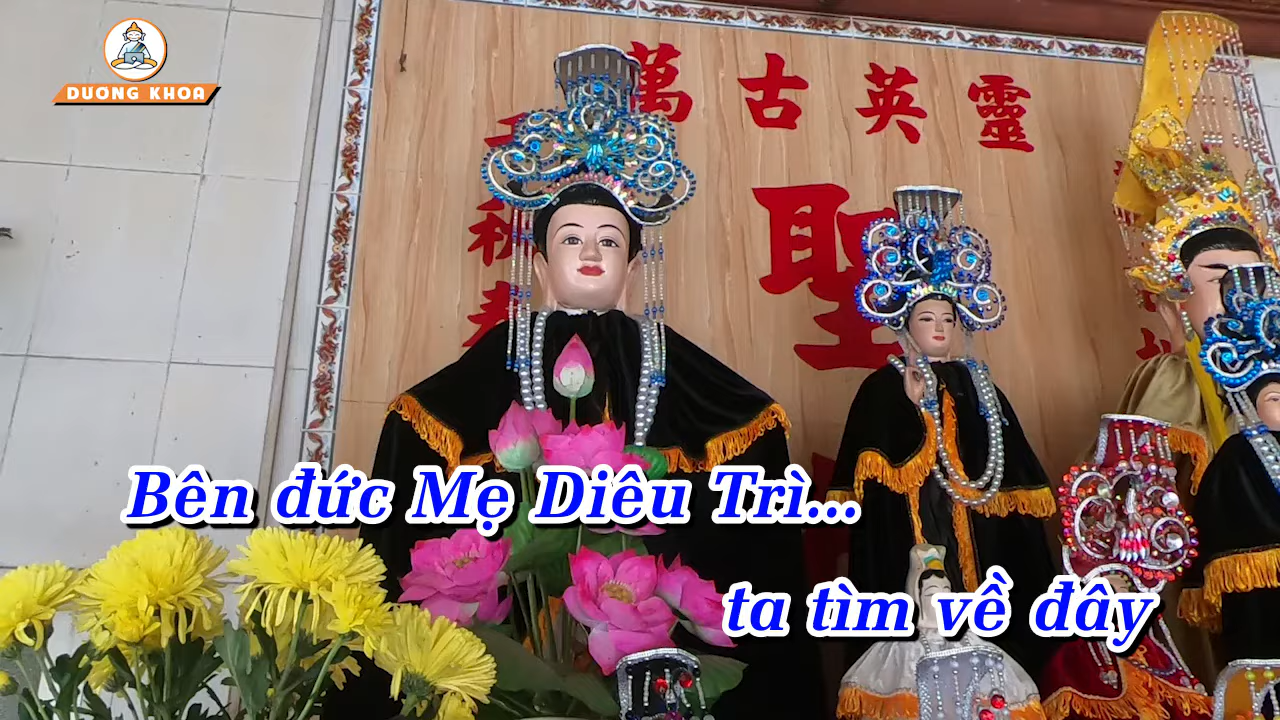 DUONG KHOA
萬古英靈
聖
Bên đức Mẹ Diêu Trì...
ta tìm về đây